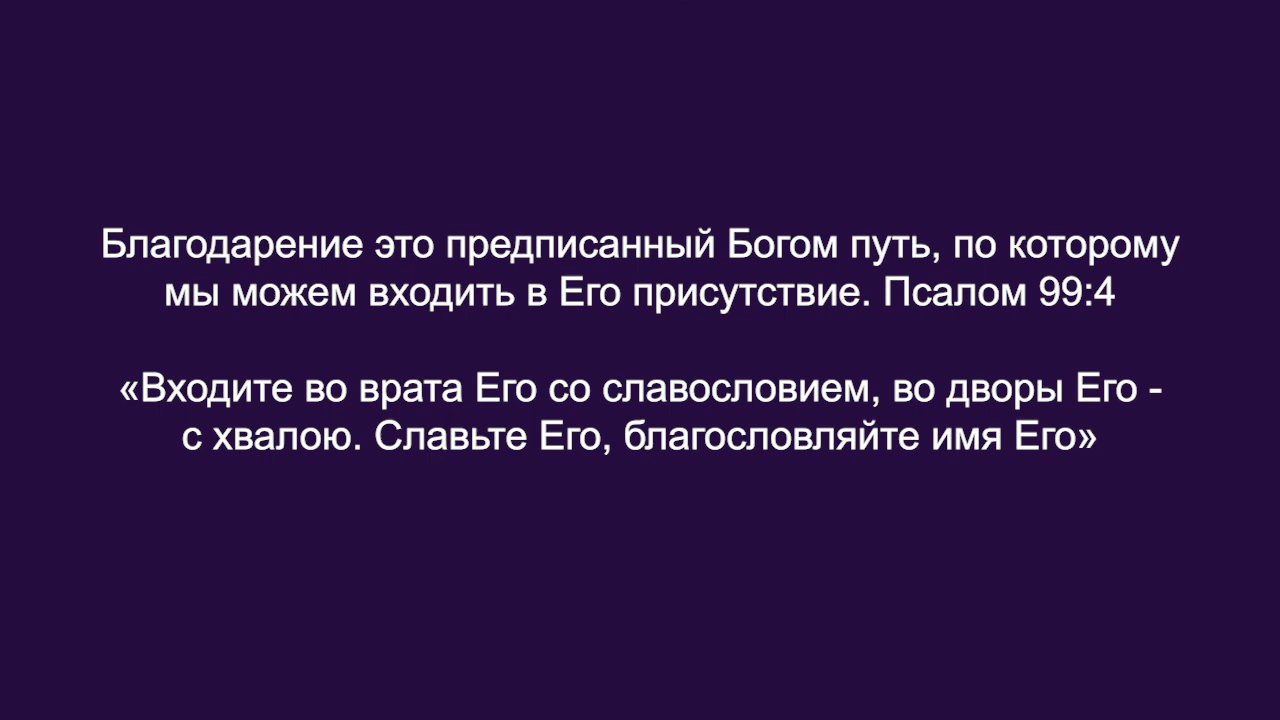 Благодарение это предписанный Богом путь, по которому
мы можем входить в Его присутствие. Псалом 99:4
«Входите во врата Его со славословием, во дворы Его -
с хвалою. Славьте Его, благословляйте имя Его»